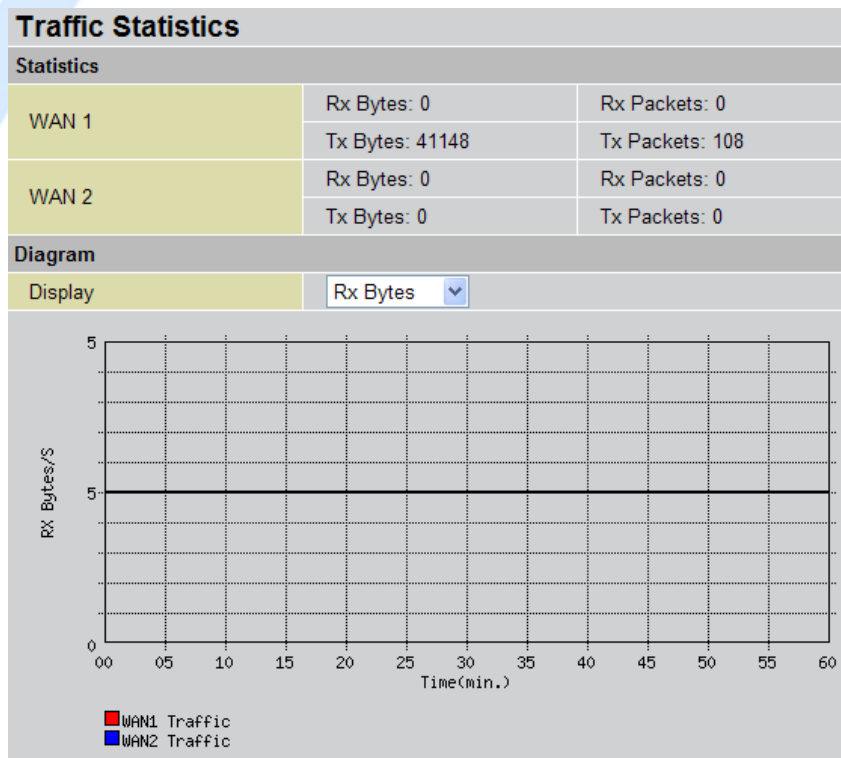 Traffic Statistics
Statistics
WAN 1
Rx Bytes: 0
Rx Packets: 0
Tx Bytes: 41148
Tx Packets: 108
WAN 2
Rx Bytes: 0
Rx Packets: 0
Tx Bytes: 0
Tx Packets: 0
Diagram
Display
Rx Bytes
5
RX Bytes/S
5
0
00 05 10 15 20 25 30 35 40 45 50 55 60
Time(min.)
WAN1 Traffic
WAN2 Traffic